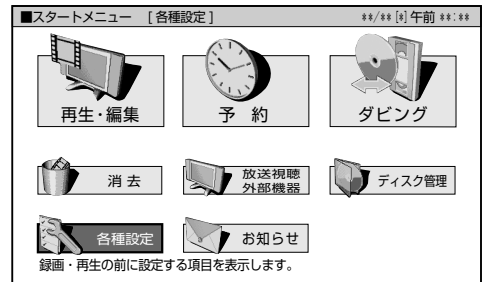 ■スタートメニュー [各種設定] **/**[*]午前**:**
再生・編集 予 約 ダビング
消 去 放送視聴 外部機器 ディスク管理
各種設定 お知らせ
録画・再生の前に設定する項目を表示します。